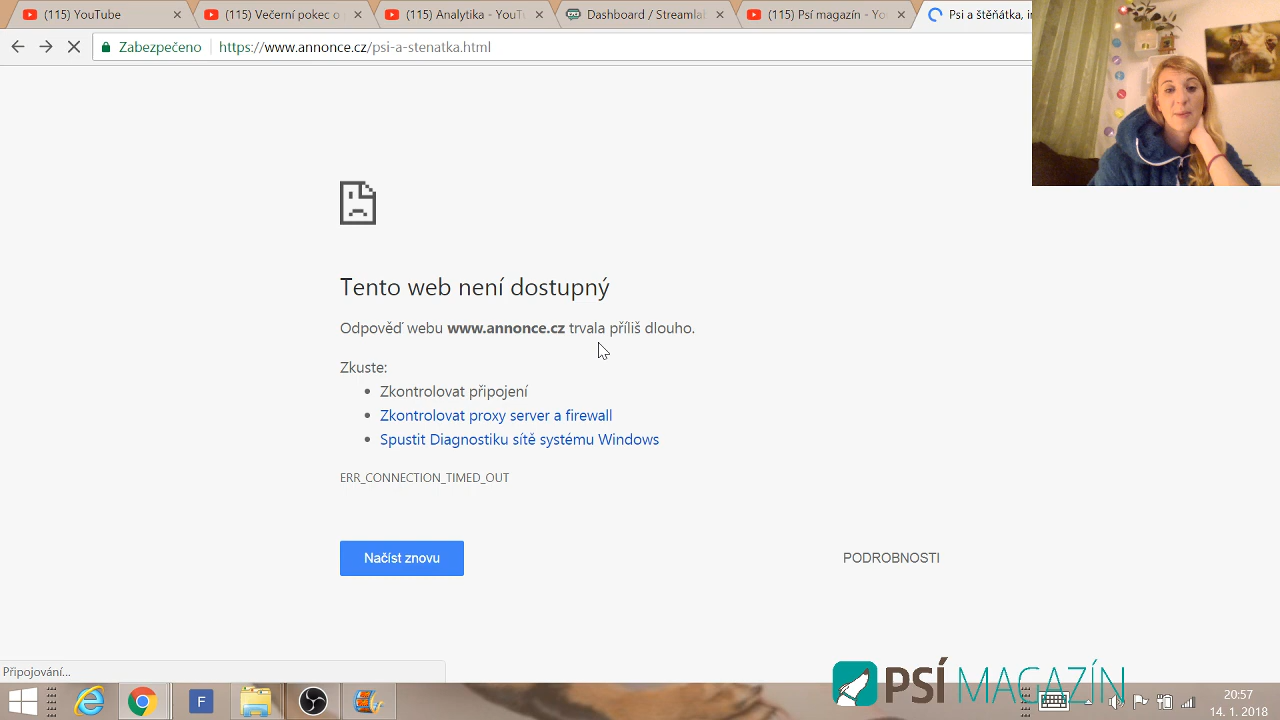 (115) YouTube
(115) Večerní pokec o p
(115) Analytika - YouTu
Dashboard / Streamlab
(115) Psí magazín - Yo
Psi a štěňátka, in
Zabezpečeno
https://www.annonce.cz/psi-a-stenatka.html
Tento web není dostupný
Odpověď webu www.annonce.cz trvala příliš dlouho.
Zkuste:
Zkontrolovat připojení
Zkontrolovat proxy server a firewall
Spustit Diagnostiku sítě systému Windows
ERR_CONNECTION_TIMED_OUT
Načíst znovu
PODROBNOSTI
Připojování...
PSÍ MAGAZÍN
F
20:57
14. 1. 2018